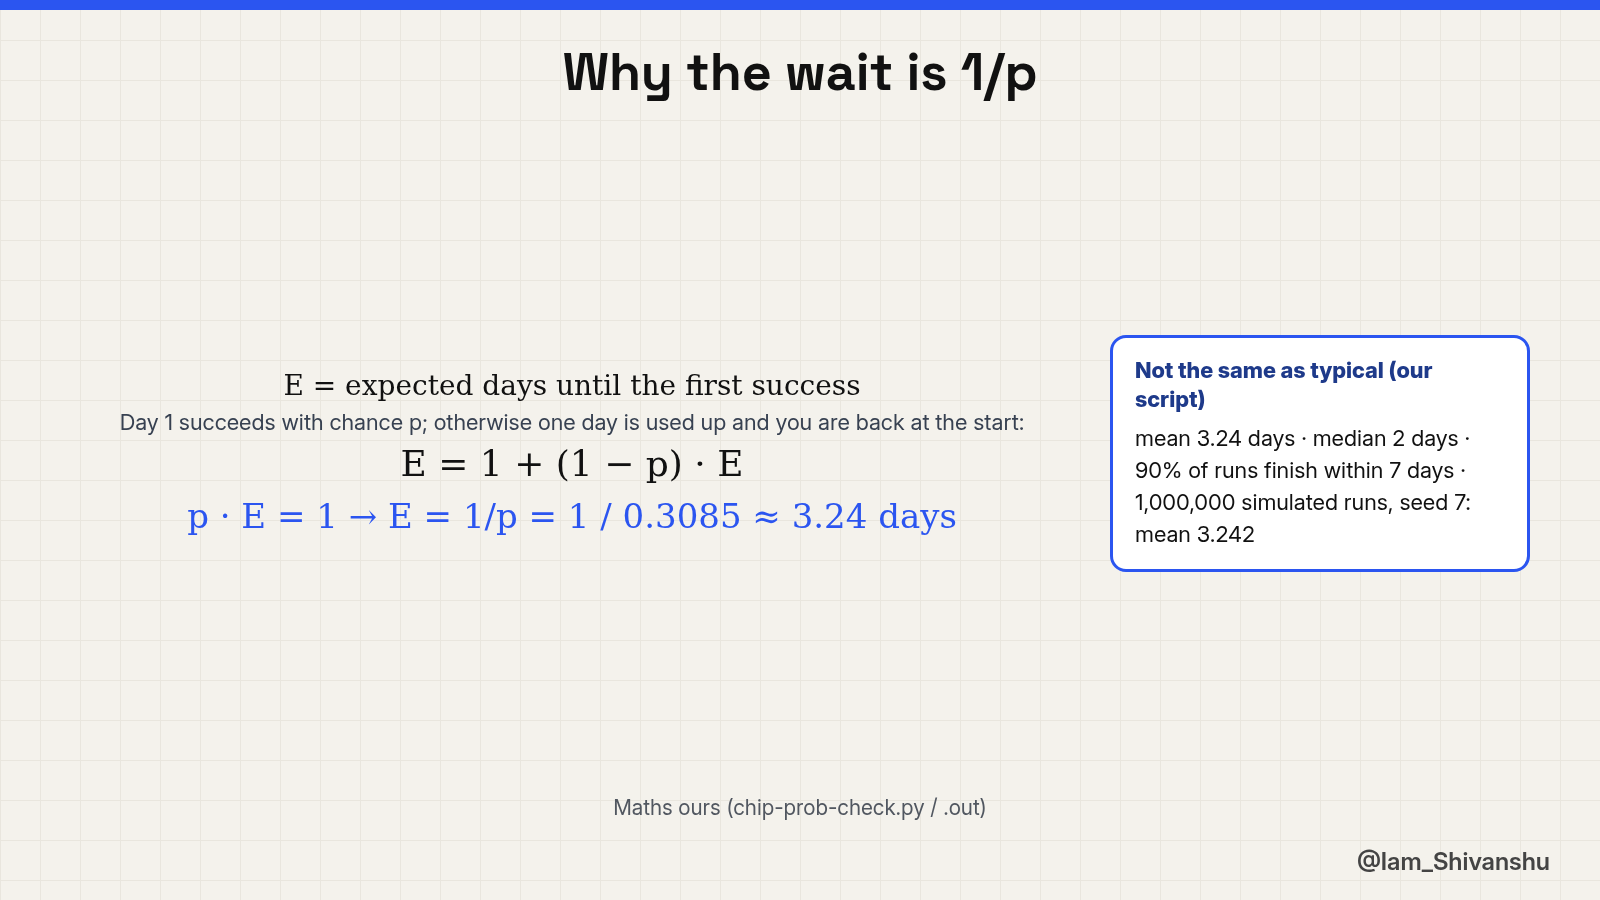 Why the wait is 1/p
E = expected days until the first success
Day 1 succeeds with chance p; otherwise one day is used up and you are back at the start:
E = 1 + (1 − p) · E
p · E = 1 → E = 1/p = 1 / 0.3085 ≈ 3.24 days
Not the same as typical (our
script)
mean 3.24 days · median 2 days ·
90% of runs finish within 7 days ·
1,000,000 simulated runs, seed 7:
mean 3.242
Maths ours (chip-prob-check.py / .out)
@Iam_Shivanshu